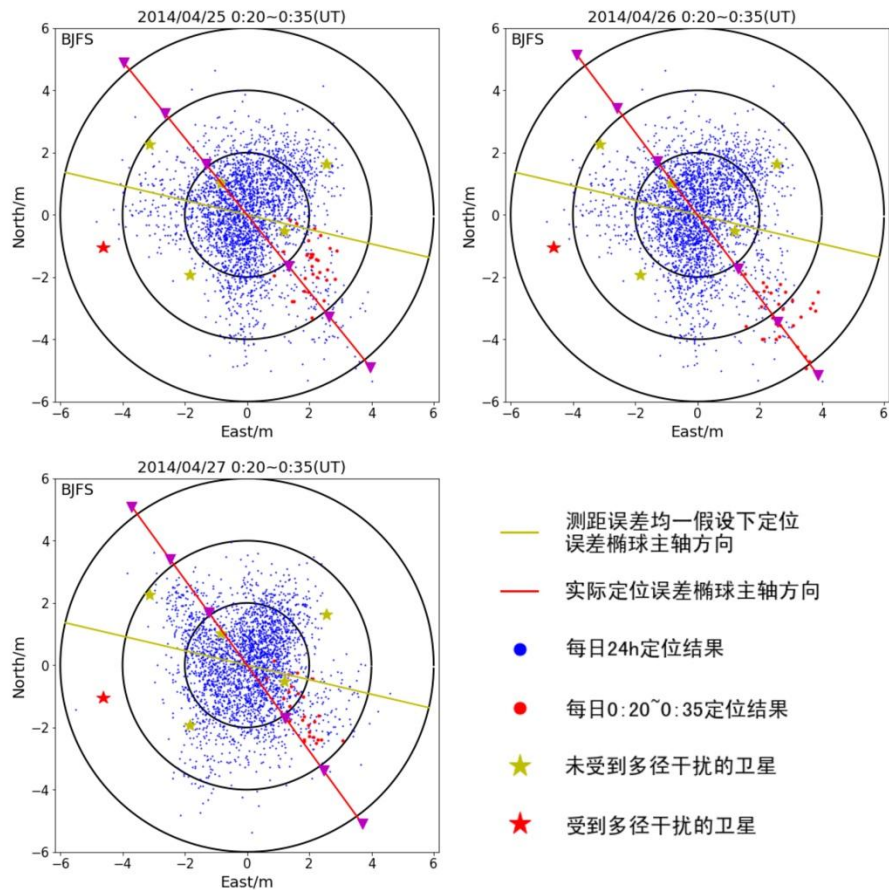 2014/04/25 0:20~0:35(UT)
BJFS
6
4
2
0
−2
−4
−6
North/m
−6 −4 −2 0 2 4 6
East/m
2014/04/26 0:20~0:35(UT)
BJFS
6
4
2
0
−2
−4
−6
North/m
−6 −4 −2 0 2 4 6
East/m
2014/04/27 0:20~0:35(UT)
BJFS
6
4
2
0
−2
−4
−6
North/m
−6 −4 −2 0 2 4 6
East/m
测距误差均一假设下定位
误差椭球主轴方向
实际定位误差椭球主轴方向
每日24h定位结果
每日0:20~0:35定位结果
未受到多径干扰的卫星
受到多径干扰的卫星